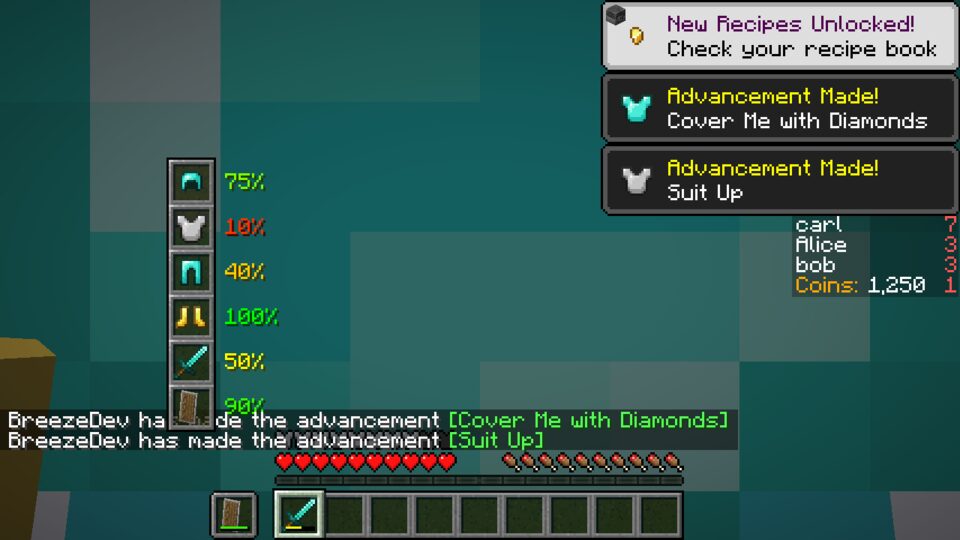 New Recipes Unlocked!
Check your recipe book
Advancement Made!
Cover Me with Diamonds
Advancement Made!
Suit Up
75%
10%
40%
100%
50%
90%
carl 7
Alice 3
bob 3
Coins: 1,250 1
BreezeDev has made the advancement [Cover Me with Diamonds]
BreezeDev has made the advancement [Suit Up]